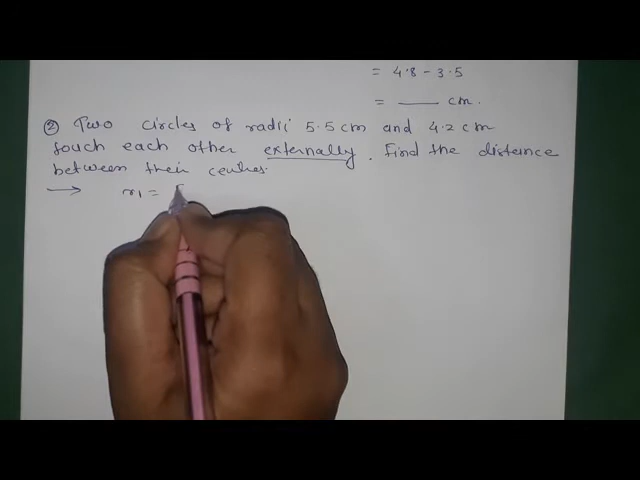 = 4.8 - 3.5
= ____ cm.
② Two circles of radii 5.5 cm and 4.2 cm
touch each other externally. Find the distance
between their centres.
→ r₁ =